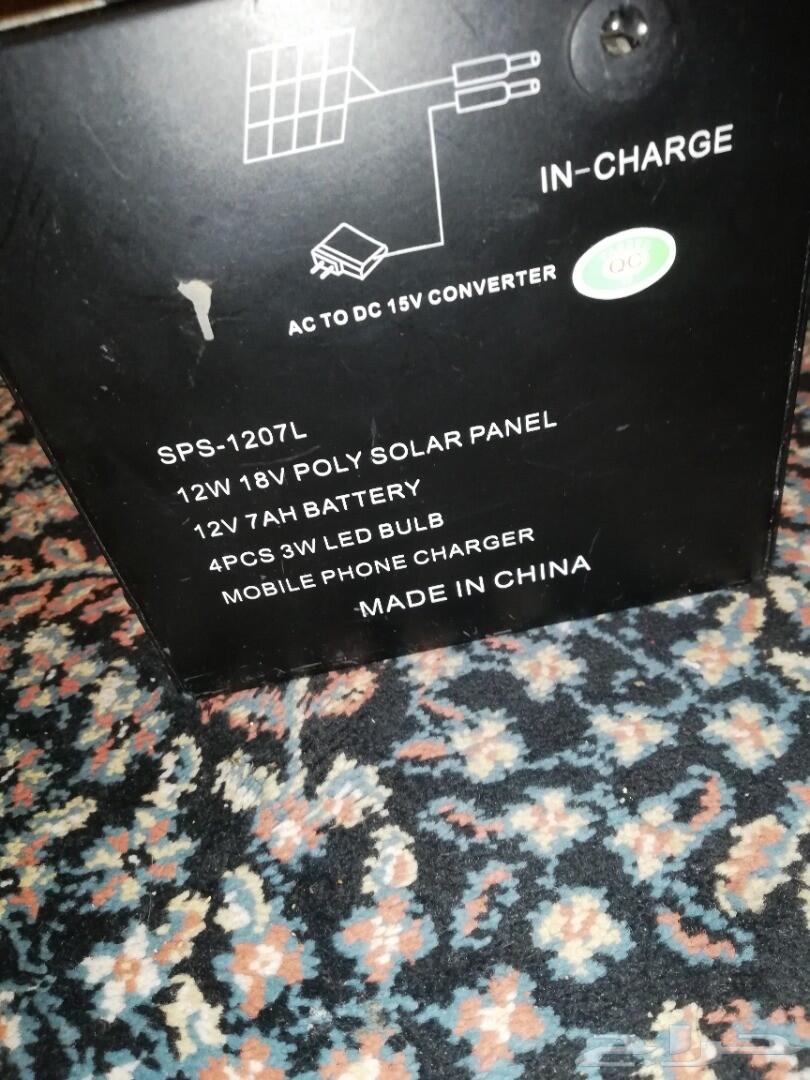 IN-CHARGE
AC TO DC 15V CONVERTER
QC
SPS-1207L
12W 18V POLY SOLAR PANEL
12V 7AH BATTERY
4PCS 3W LED BULB
MOBILE PHONE CHARGER
MADE IN CHINA
حراج